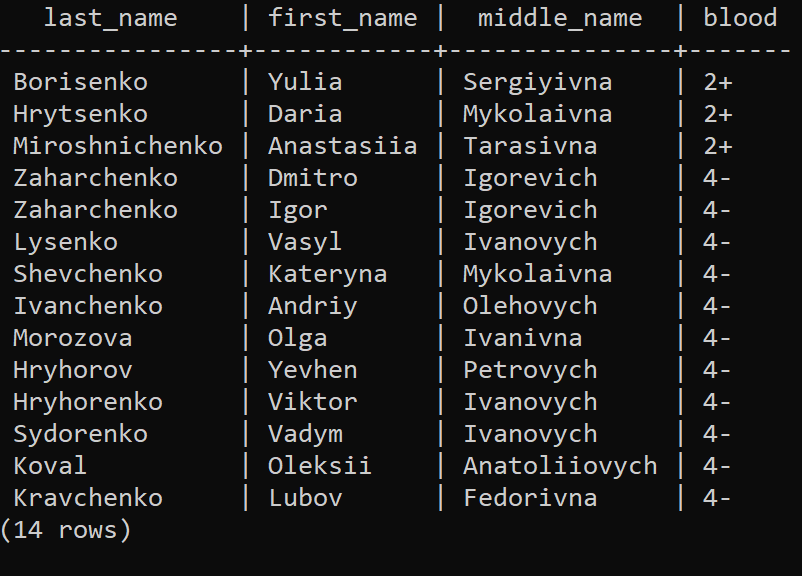 last_name    | first_name |  middle_name  | blood
----------------+------------+---------------+-------
 Borisenko      | Yulia      | Sergiyivna    | 2+
 Hrytsenko      | Daria      | Mykolaivna    | 2+
 Miroshnichenko | Anastasiia | Tarasivna     | 2+
 Zaharchenko    | Dmitro     | Igorevich     | 4-
 Zaharchenko    | Igor       | Igorevich     | 4-
 Lysenko        | Vasyl      | Ivanovych     | 4-
 Shevchenko     | Kateryna   | Mykolaivna    | 4-
 Ivanchenko     | Andriy     | Olehovych     | 4-
 Morozova       | Olga       | Ivanivna      | 4-
 Hryhorov       | Yevhen     | Petrovych     | 4-
 Hryhorenko     | Viktor     | Ivanovych     | 4-
 Sydorenko      | Vadym      | Ivanovych     | 4-
 Koval          | Oleksii    | Anatoliiovych | 4-
 Kravchenko     | Lubov      | Fedorivna     | 4-
(14 rows)